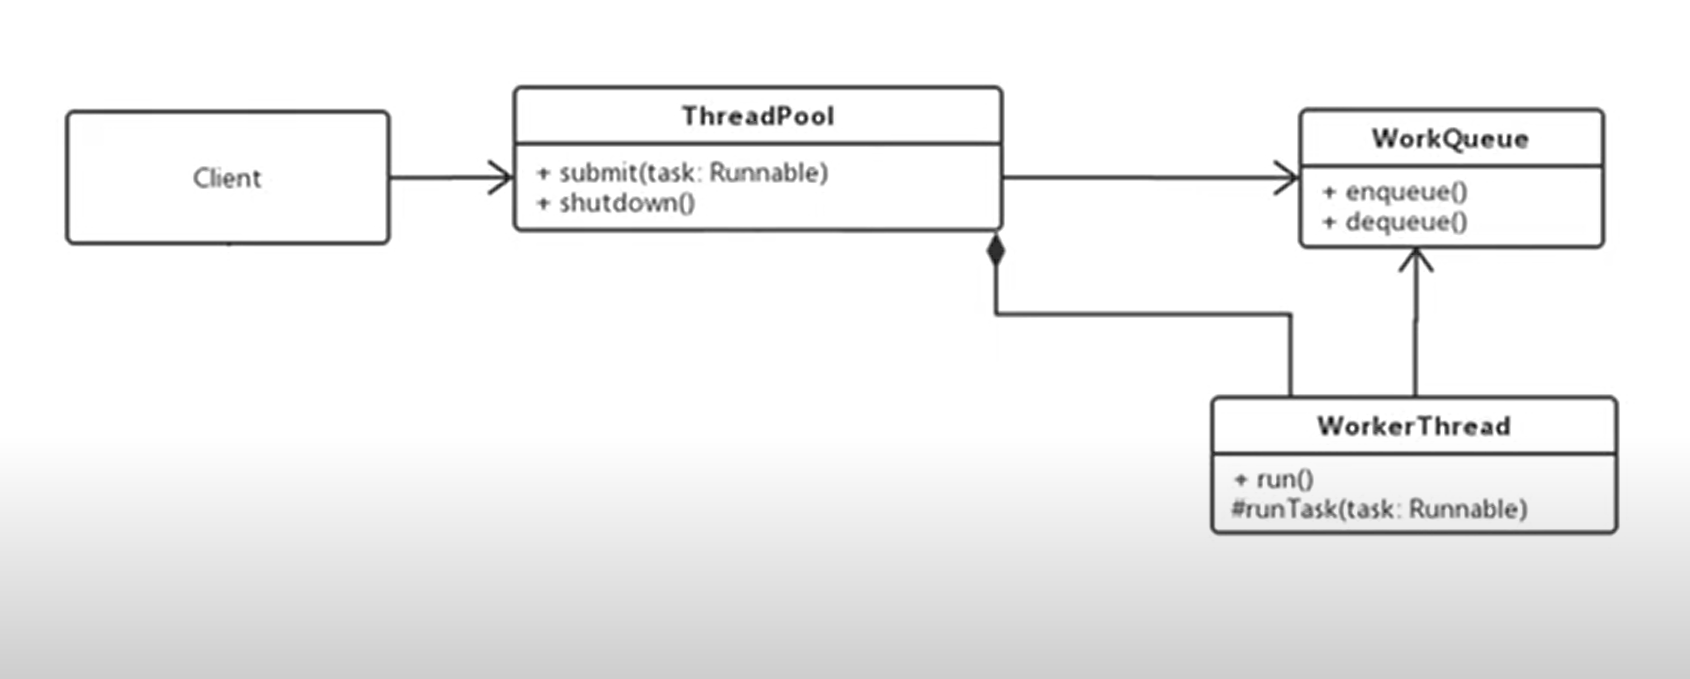 Client
ThreadPool
+ submit(task: Runnable)
+ shutdown()
WorkQueue
+ enqueue()
+ dequeue()
WorkerThread
+ run()
#runTask(task: Runnable)